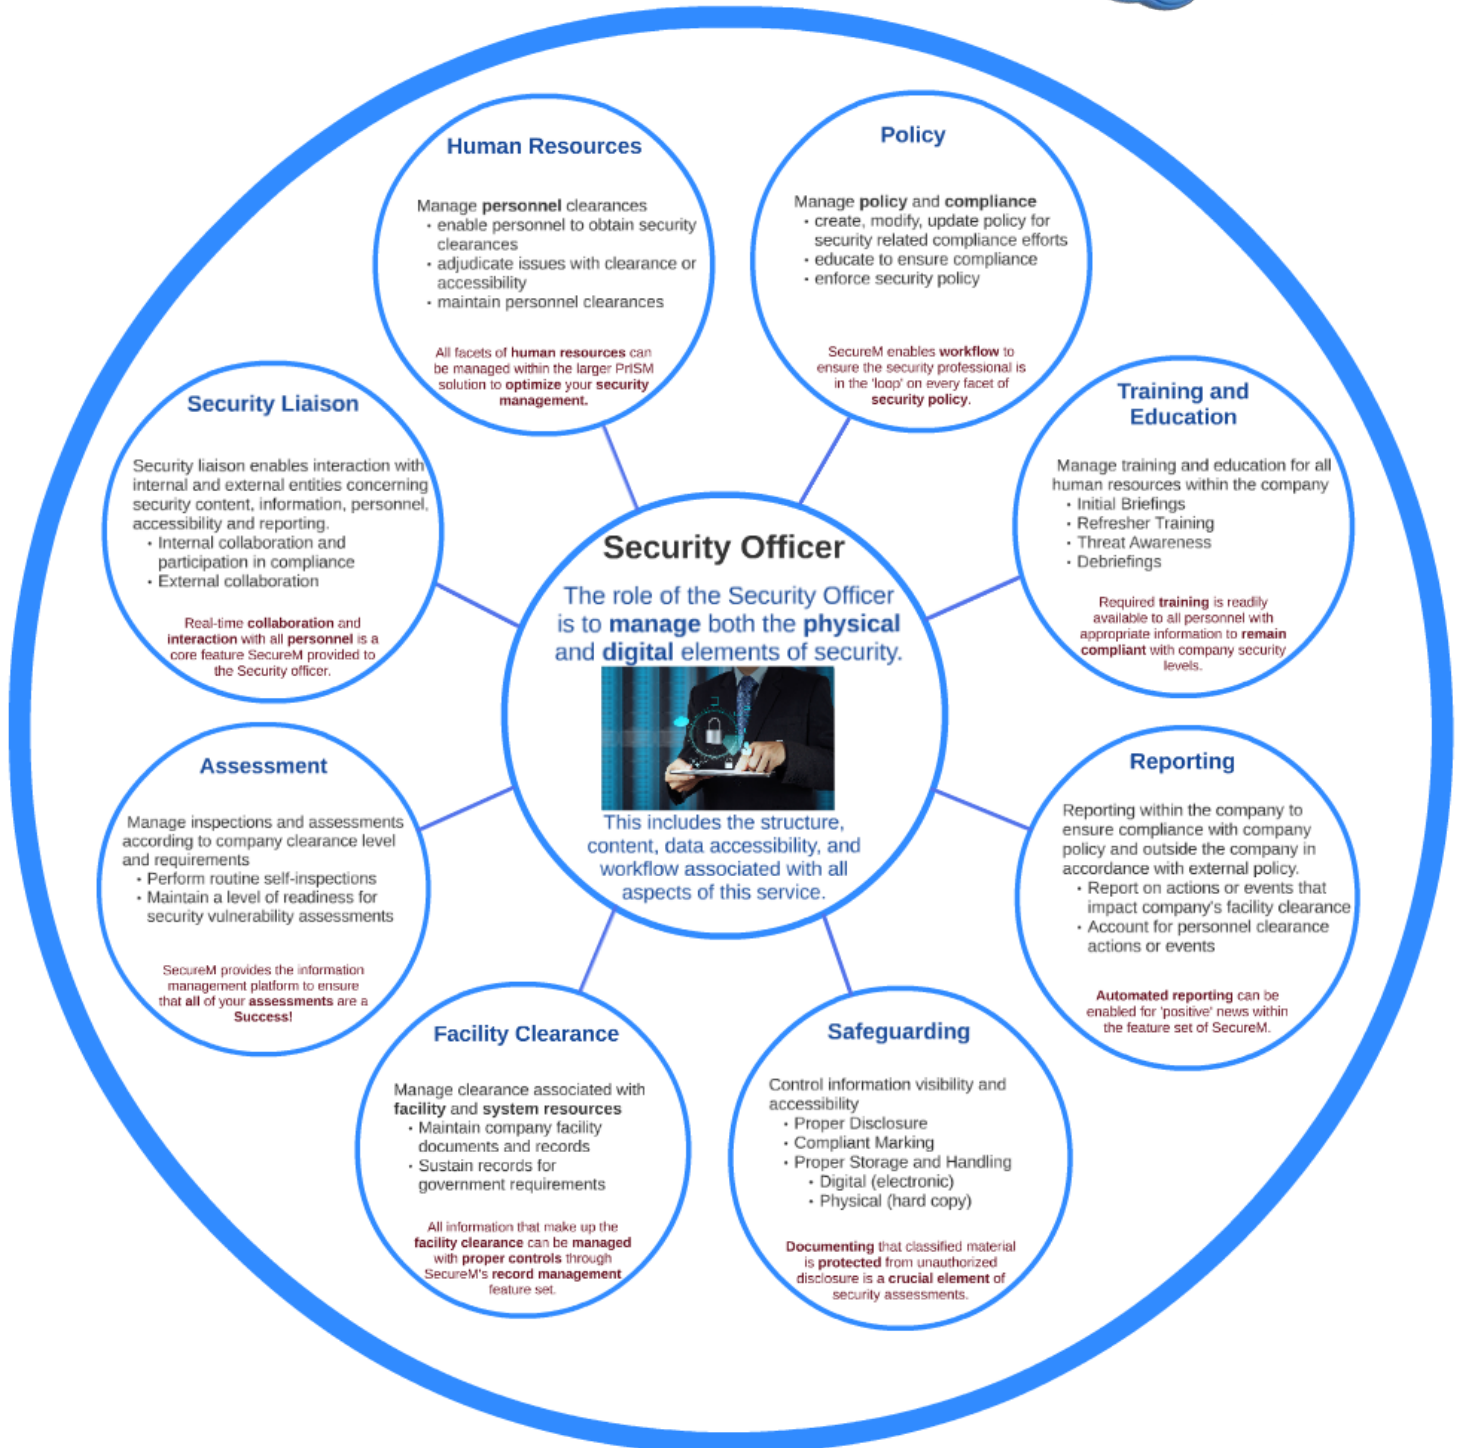 Human Resources
Manage personnel clearances
• enable personnel to obtain security
clearances
• adjudicate issues with clearance or
accessibility
• maintain personnel clearances
All facets of human resources can
be managed within the larger PrISM
solution to optimize your security
management.
Policy
Manage policy and compliance
• create, modify, update policy for
security related compliance efforts
• educate to ensure compliance
• enforce security policy
SecureM enables workflow to
ensure the security professional is
in the 'loop' on every facet of
security policy.
Security Liaison
Security liaison enables interaction with
internal and external entities concerning
security content, information, personnel,
accessibility and reporting.
• Internal collaboration and
participation in compliance
• External collaboration
Real-time collaboration and
interaction with all personnel is a
core feature SecureM provided to
the Security officer.
Training and
Education
Manage training and education for all
human resources within the company
• Initial Briefings
• Refresher Training
• Threat Awareness
• Debriefings
Required training is readily
available to all personnel with
appropriate information to remain
compliant with company security
levels.
Security Officer
The role of the Security Officer
is to manage both the physical
and digital elements of security.
This includes the structure,
content, data accessibility, and
workflow associated with all
aspects of this service.
Assessment
Manage inspections and assessments
according to company clearance level
and requirements
• Perform routine self-inspections
• Maintain a level of readiness for
security vulnerability assessments
SecureM provides the information
management platform to ensure
that all of your assessments are a
Success!
Reporting
Reporting within the company to
ensure compliance with company
policy and outside the company in
accordance with external policy.
• Report on actions or events that
impact company's facility clearance
• Account for personnel clearance
actions or events
Automated reporting can be
enabled for 'positive' news within
the feature set of SecureM.
Facility Clearance
Manage clearance associated with
facility and system resources
• Maintain company facility
documents and records
• Sustain records for
government requirements
All information that make up the
facility clearance can be managed
with proper controls through
SecureM's record management
feature set.
Safeguarding
Control information visibility and
accessibility
• Proper Disclosure
• Compliant Marking
• Proper Storage and Handling
• Digital (electronic)
• Physical (hard copy)
Documenting that classified material
is protected from unauthorized
disclosure is a crucial element of
security assessments.